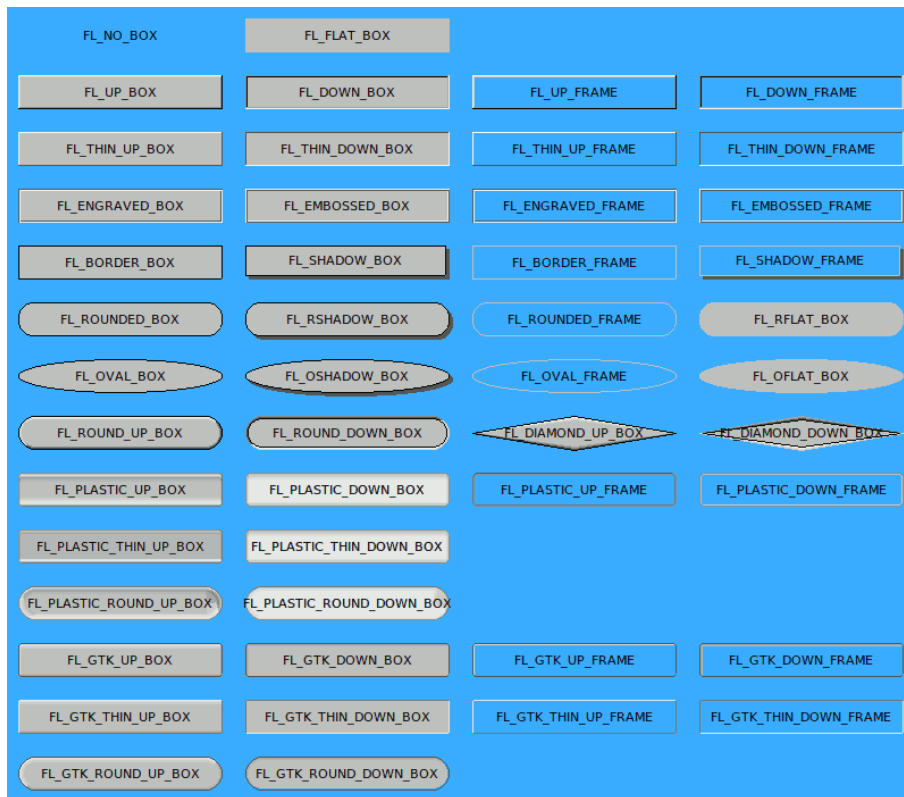 FL_NO_BOX FL_FLAT_BOX
FL_UP_BOX FL_DOWN_BOX FL_UP_FRAME FL_DOWN_FRAME
FL_THIN_UP_BOX FL_THIN_DOWN_BOX FL_THIN_UP_FRAME FL_THIN_DOWN_FRAME
FL_ENGRAVED_BOX FL_EMBOSSED_BOX FL_ENGRAVED_FRAME FL_EMBOSSED_FRAME
FL_BORDER_BOX FL_SHADOW_BOX FL_BORDER_FRAME FL_SHADOW_FRAME
FL_ROUNDED_BOX FL_RSHADOW_BOX FL_ROUNDED_FRAME FL_RFLAT_BOX
FL_OVAL_BOX FL_OSHADOW_BOX FL_OVAL_FRAME FL_OFLAT_BOX
FL_ROUND_UP_BOX FL_ROUND_DOWN_BOX FL_DIAMOND_UP_BOX FL_DIAMOND_DOWN_BOX
FL_PLASTIC_UP_BOX FL_PLASTIC_DOWN_BOX FL_PLASTIC_UP_FRAME FL_PLASTIC_DOWN_FRAME
FL_PLASTIC_THIN_UP_BOX FL_PLASTIC_THIN_DOWN_BOX
FL_PLASTIC_ROUND_UP_BOX FL_PLASTIC_ROUND_DOWN_BOX
FL_GTK_UP_BOX FL_GTK_DOWN_BOX FL_GTK_UP_FRAME FL_GTK_DOWN_FRAME
FL_GTK_THIN_UP_BOX FL_GTK_THIN_DOWN_BOX FL_GTK_THIN_UP_FRAME FL_GTK_THIN_DOWN_FRAME
FL_GTK_ROUND_UP_BOX FL_GTK_ROUND_DOWN_BOX